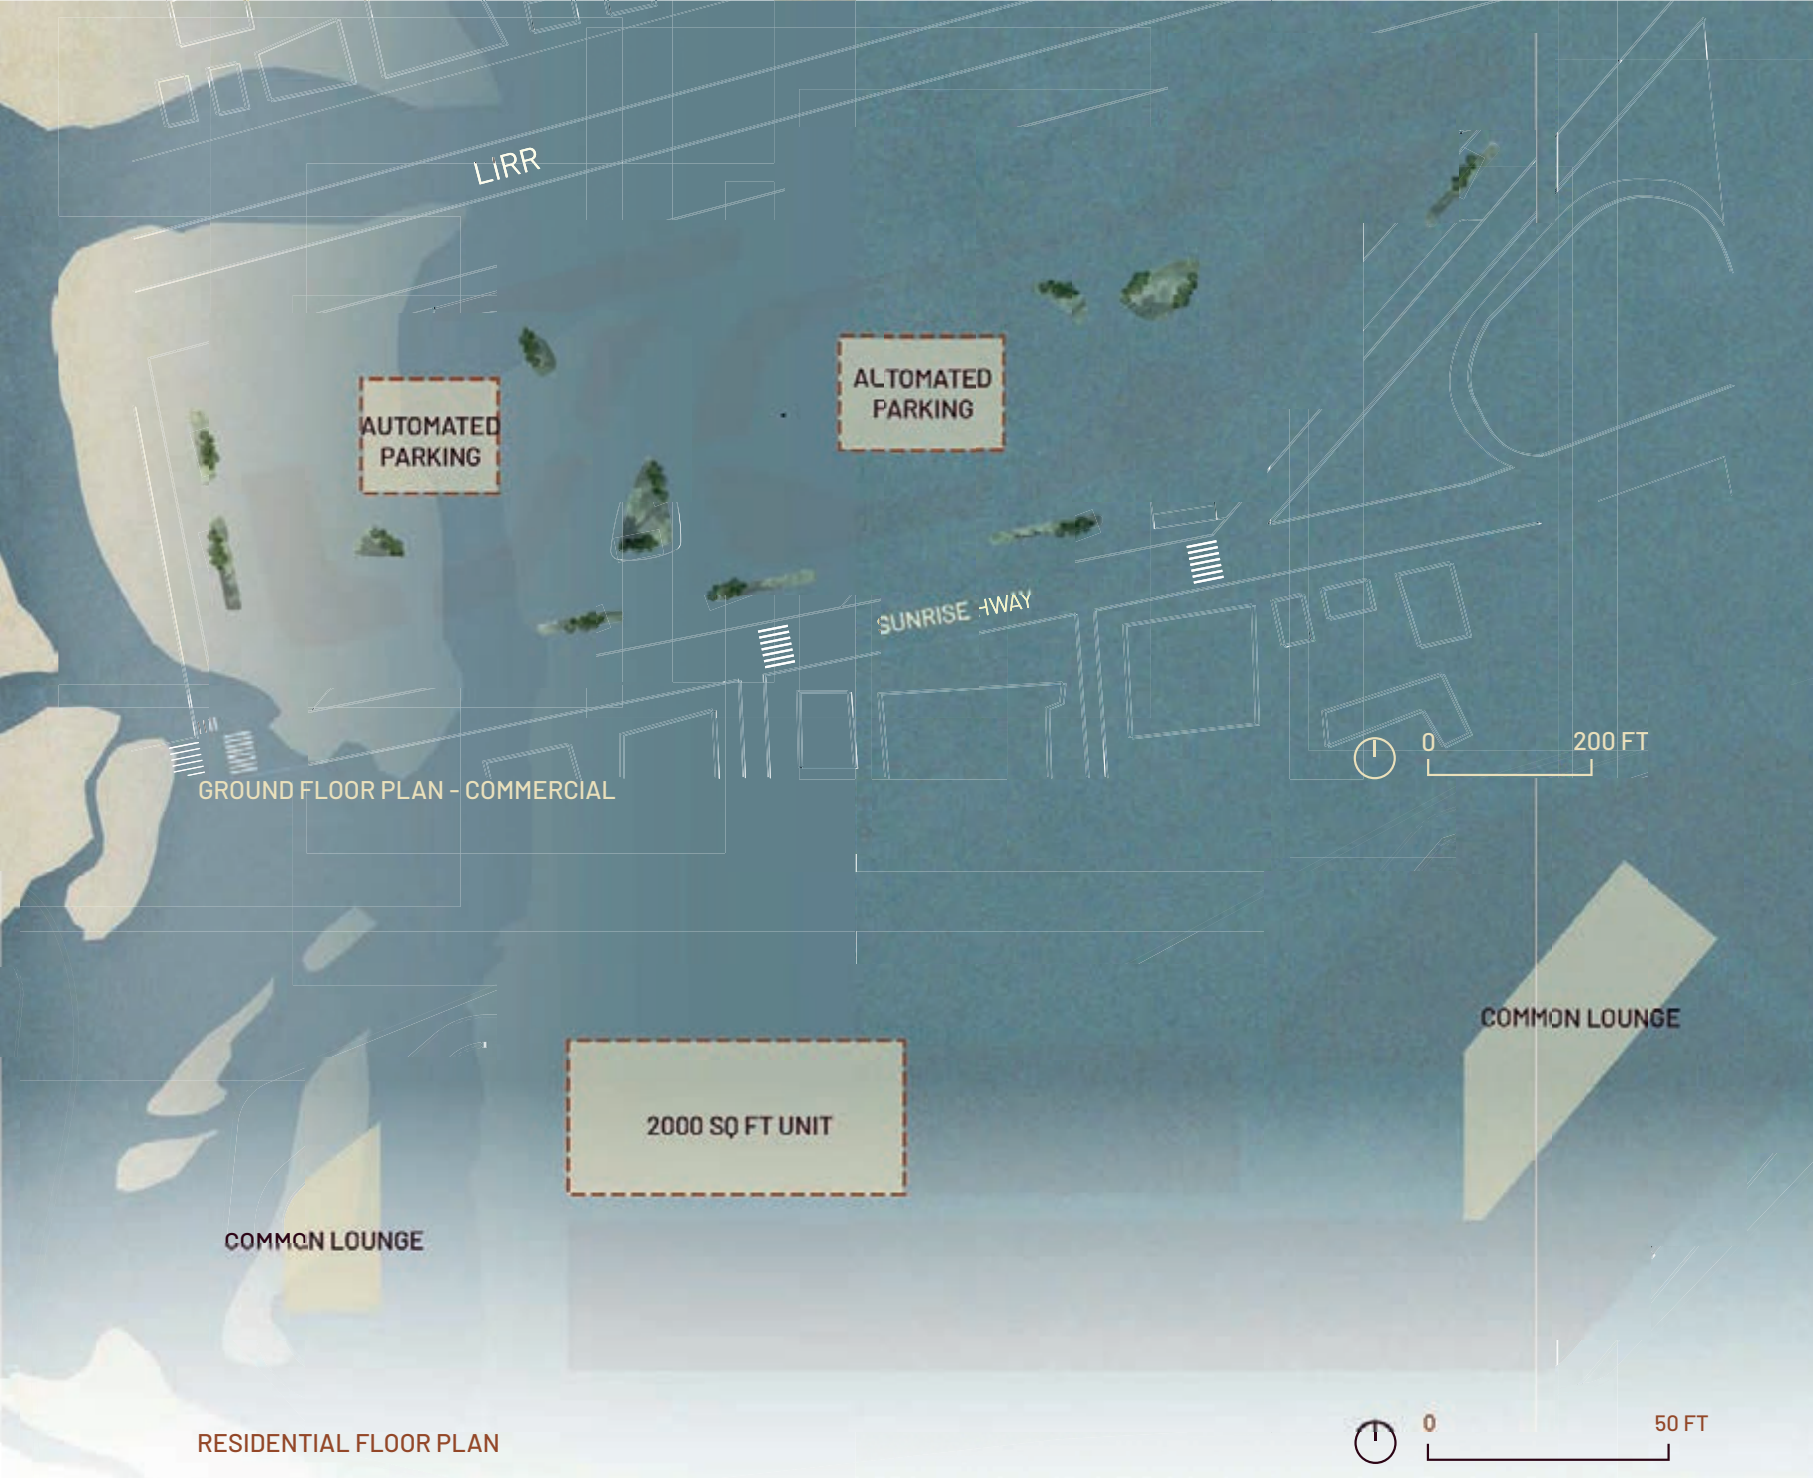 LiRR
ALTOMATED
PARKING
AUTOMATED
PARKING
SUNRISE HWAY
0
200 FT
GROUND FLOOR PLAN - COMMERCIAL
COMMON LOUNGE
2000 SQ FT UNIT
COMMON LOUNGE
0
50 FT
RESIDENTIAL FLOOR PLAN